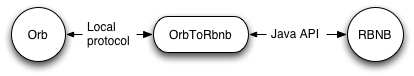 Orb
Local
protocol
OrbToRbnb
Java API
RBNB